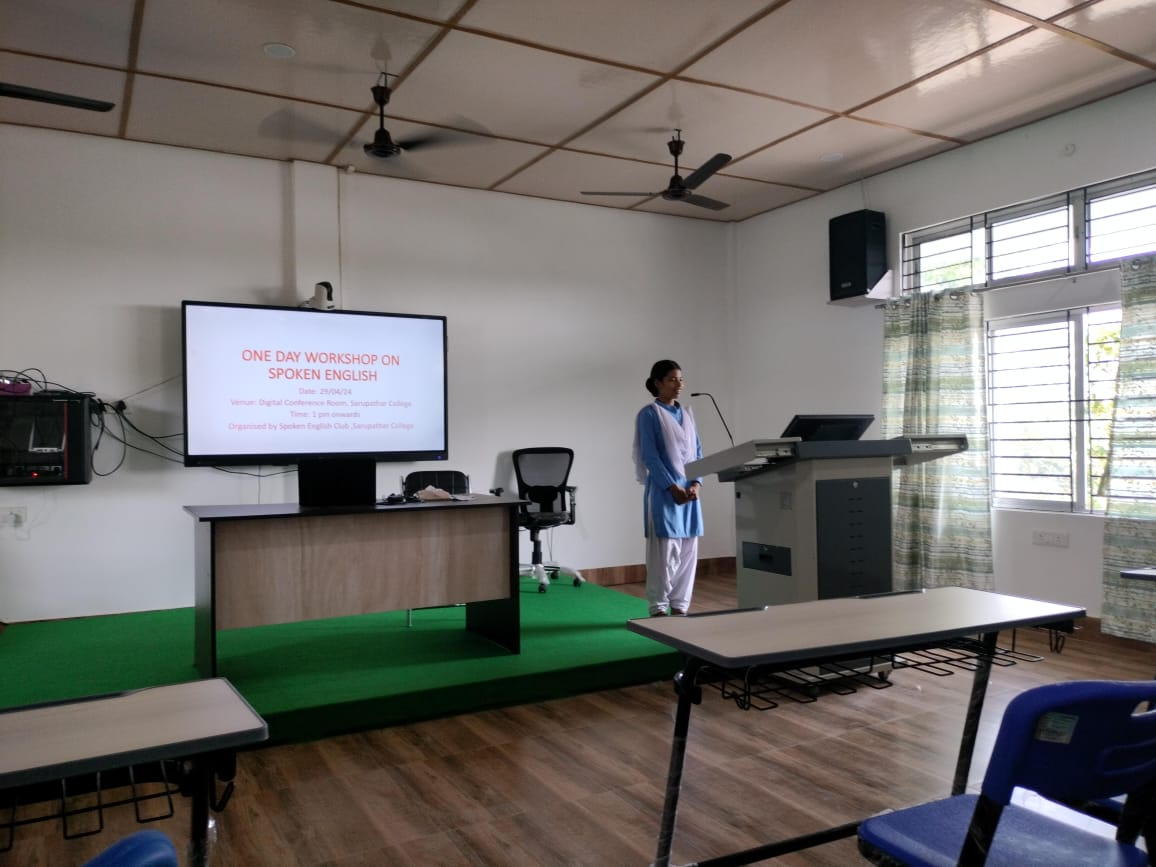 ONE DAY WORKSHOP ON
SPOKEN ENGLISH
Date: 29/04/24
Venue: Digital Conference Room, Sarupathar College
Time: 1 pm onwards
Organised by Spoken English Club ,Sarupathar College